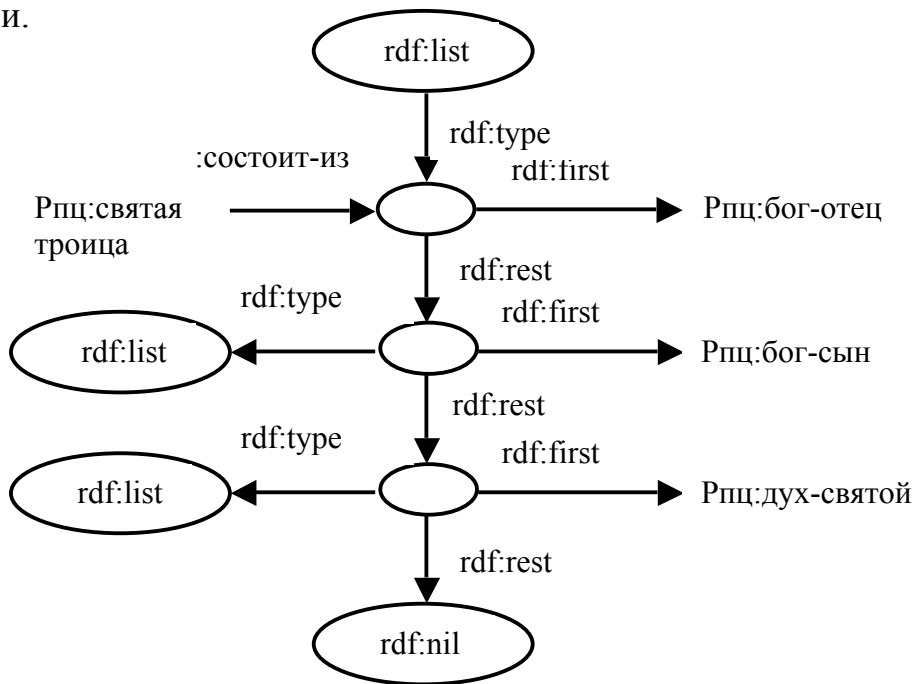 и.
rdf:list
rdf:type
:состоит-из
rdf:first
Рпц:святая
троица
Рпц:бог-отец
rdf:rest
rdf:type
rdf:first
rdf:list
Рпц:бог-сын
rdf:rest
rdf:type
rdf:first
rdf:list
Рпц:дух-святой
rdf:rest
rdf:nil